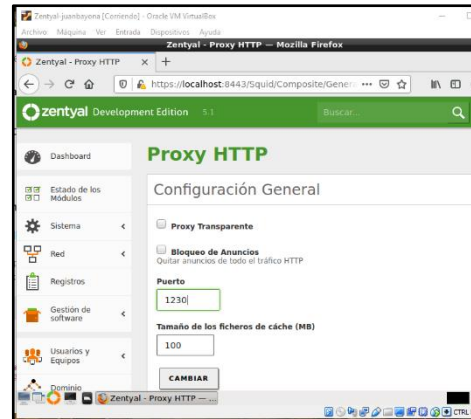 Zentyal-juanbayona [Corriendo] - Oracle VM VirtualBox
Archivo Máquina Ver Entrada Dispositivos Ayuda
Zentyal - Proxy HTTP — Mozilla Firefox
Zentyal - Proxy HTTP × +
https://localhost:8443/Squid/Composite/Gener
zentyal Development Edition 5.1 Buscar... 
Dashboard
Estado de los Módulos
Sistema
Red
Registros
Gestión de software
Usuarios y Equipos
Dominio
Proxy HTTP
Configuración General
Proxy Transparente
Bloqueo de Anuncios
Quitar anuncios de todo el tráfico HTTP
Puerto
1230
Tamaño de los ficheros de cáche (MB)
100
CAMBIAR
Zentyal - Proxy HTTP — ...
CTRL